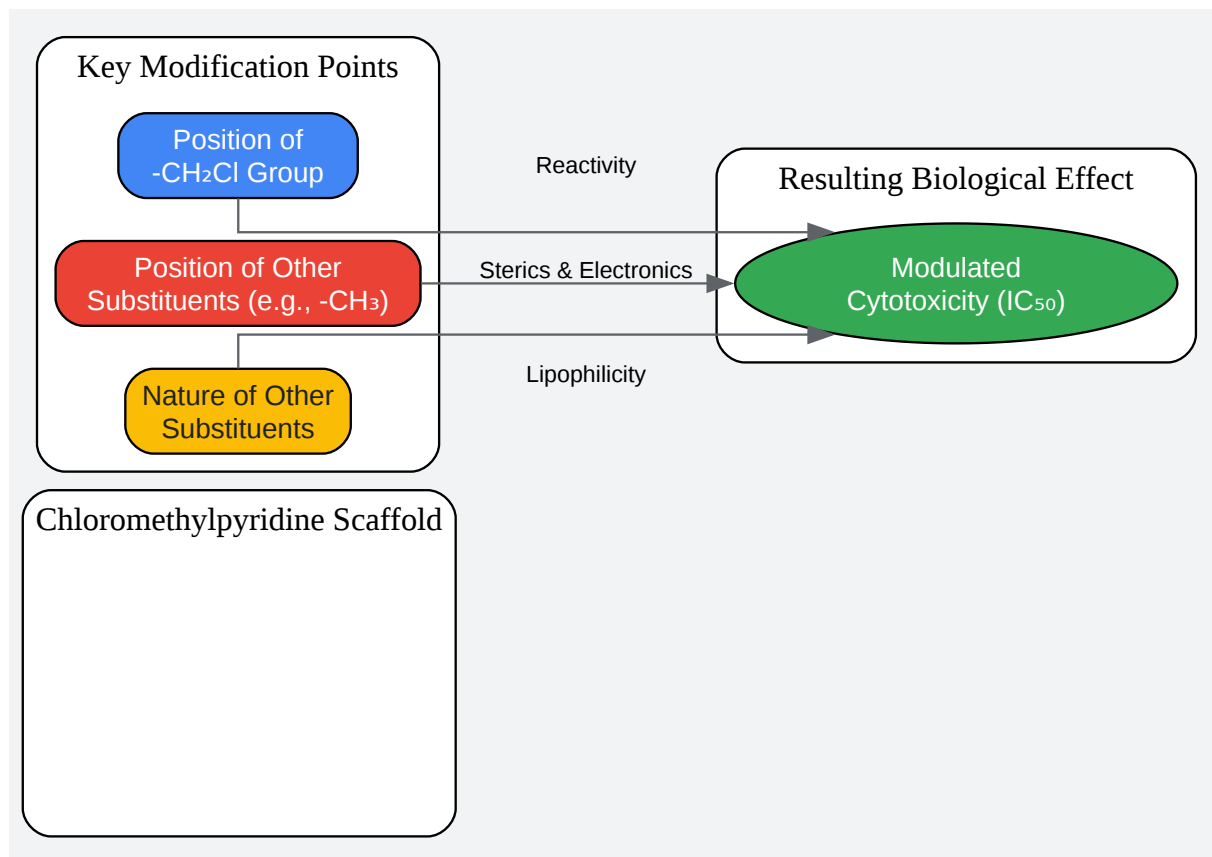 Key Modification Points
Position of
-CH₂Cl Group
Position of Other
Substituents (e.g., -CH₃)
Nature of Other
Substituents
Reactivity
Sterics & Electronics
Lipophilicity
Resulting Biological Effect
Modulated
Cytotoxicity (IC₅₀)
Chloromethylpyridine Scaffold